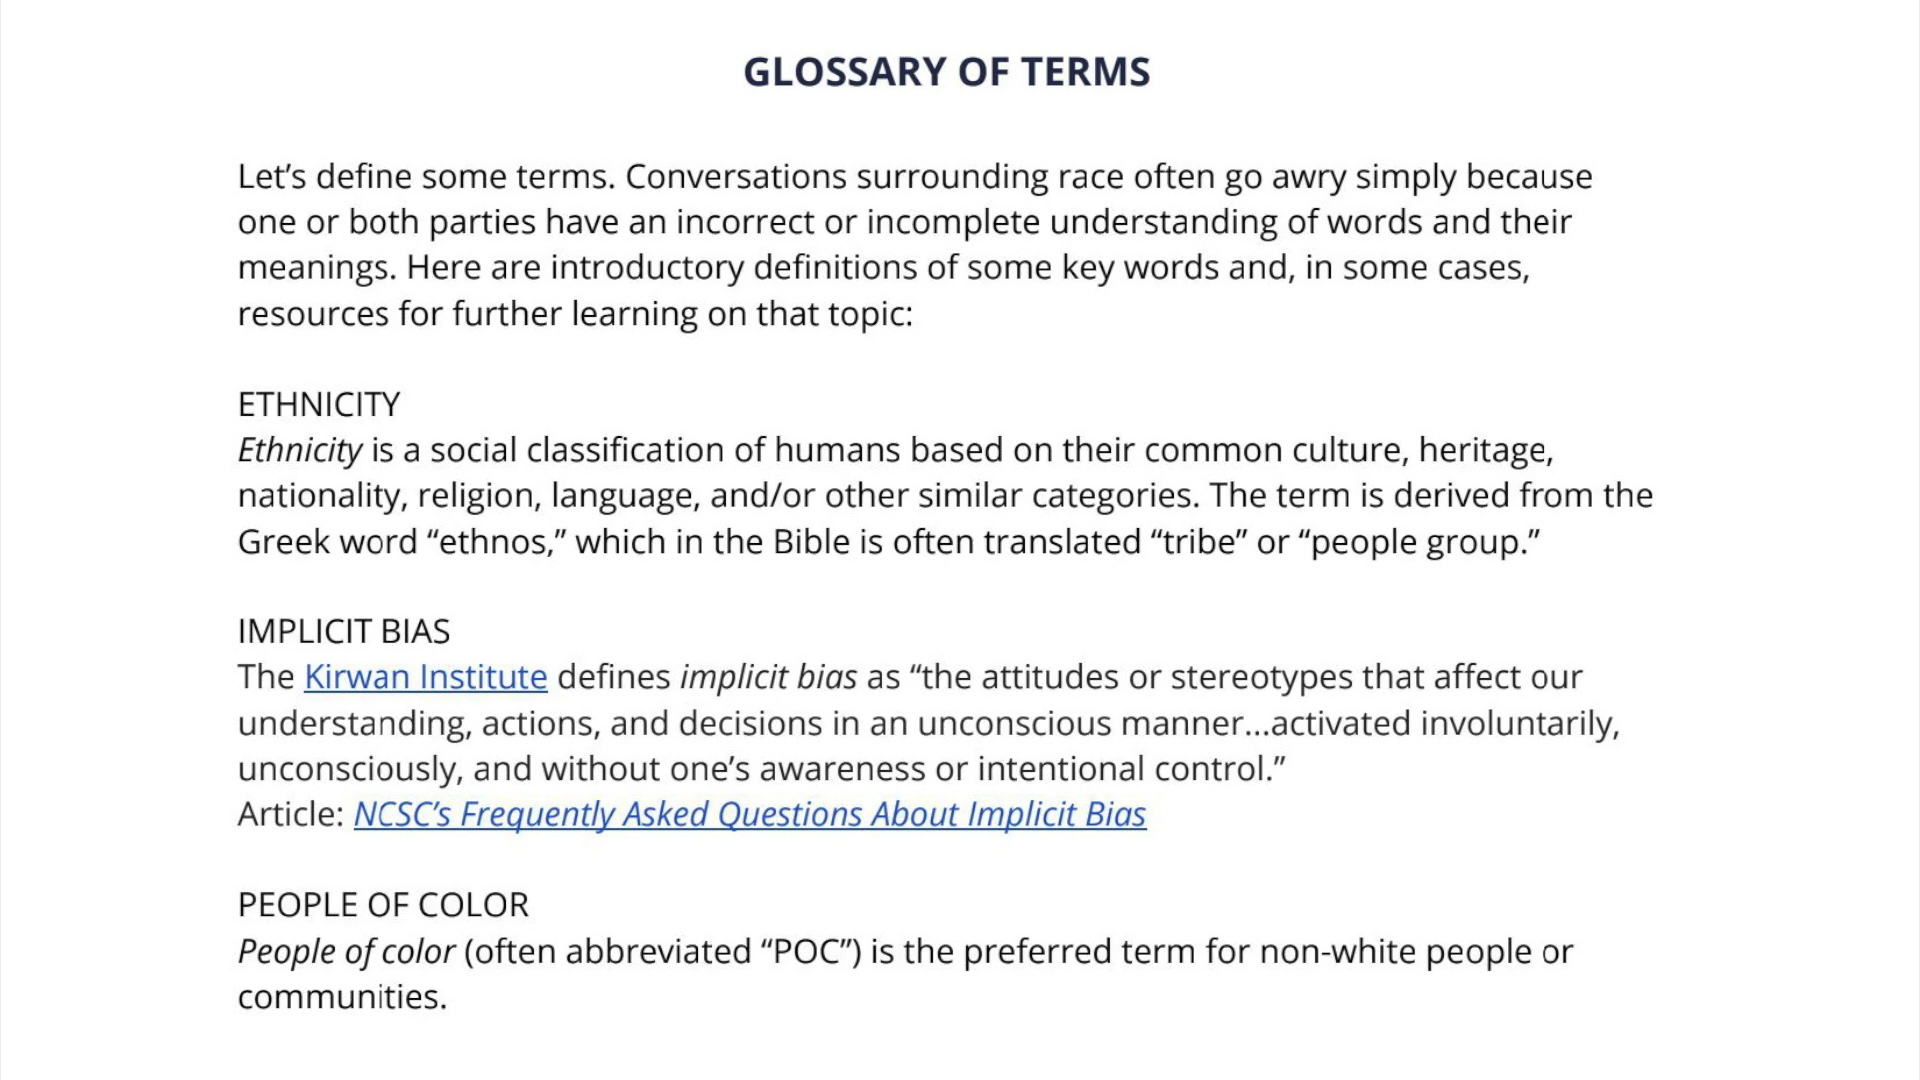 GLOSSARY OF TERMS
Let’s define some terms. Conversations surrounding race often go awry simply because
one or both parties have an incorrect or incomplete understanding of words and their
meanings. Here are introductory definitions of some key words and, in some cases,
resources for further learning on that topic:
ETHNICITY
Ethnicity is a social classification of humans based on their common culture, heritage,
nationality, religion, language, and/or other similar categories. The term is derived from the
Greek word “ethnos,” which in the Bible is often translated “tribe” or “people group.”
IMPLICIT BIAS
The Kirwan Institute defines implicit bias as “the attitudes or stereotypes that affect our
understanding, actions, and decisions in an unconscious manner...activated involuntarily,
unconsciously, and without one’s awareness or intentional control.”
Article: NCSC’s Frequently Asked Questions About Implicit Bias
PEOPLE OF COLOR
People of color (often abbreviated “POC”) is the preferred term for non-white people or
communities.